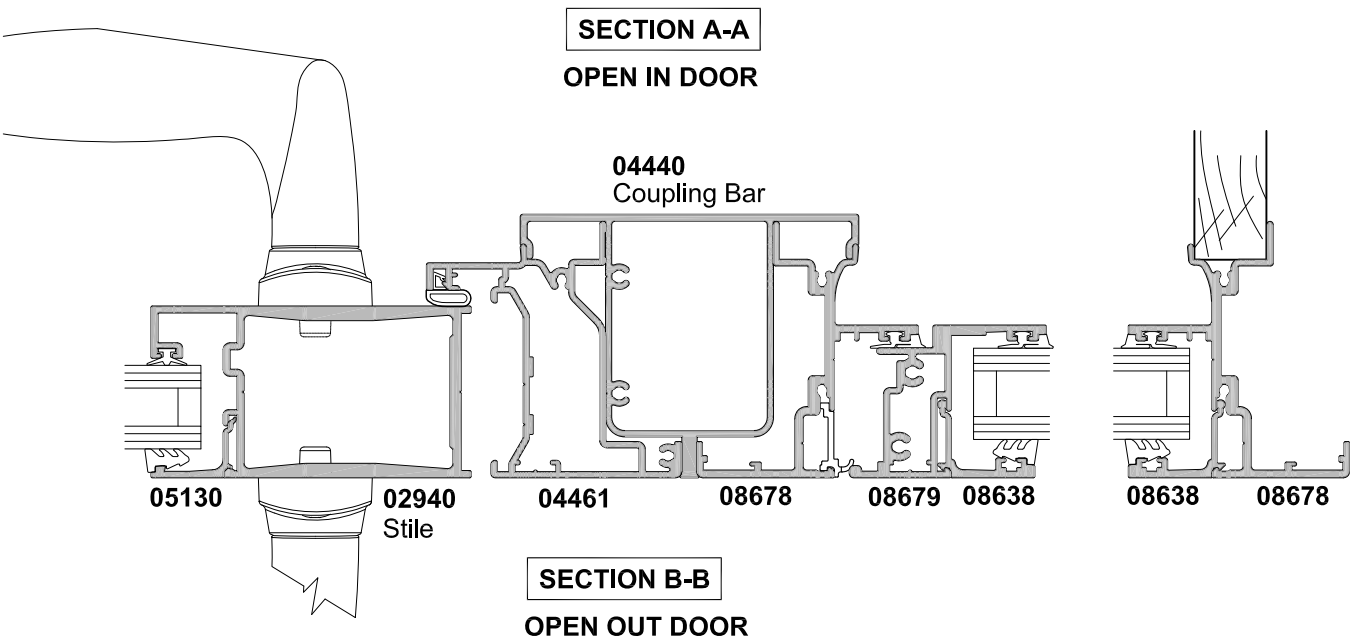 SECTION A-A
OPEN IN DOOR
04440
Coupling Bar
05130
02940
Stile
04461
08678
08679
08638
08638
08678
SECTION B-B
OPEN OUT DOOR